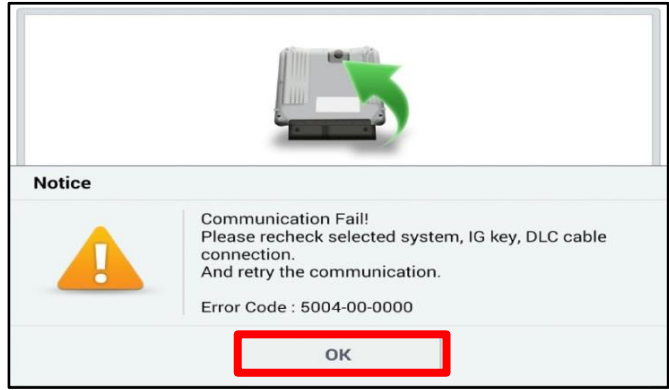 Notice
Communication Fail!
Please recheck selected system, IG key, DLC cable
connection.
And retry the communication.
Error Code : 5004-00-0000
OK